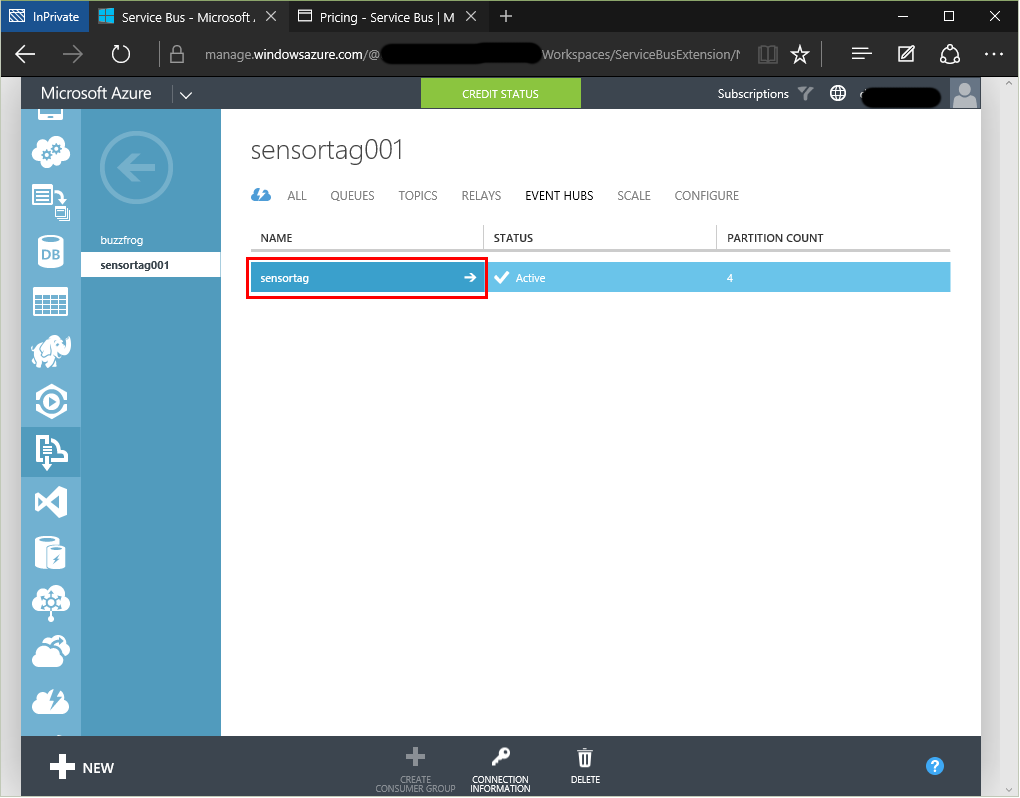 InPrivate
Service Bus - Microsoft A
Pricing - Service Bus | M
manage.windowsazure.com/@
Workspaces/ServiceBusExtension/
Microsoft Azure
CREDIT STATUS
Subscriptions
sensortag001
ALL QUEUES TOPICS RELAYS EVENT HUBS SCALE CONFIGURE
DB
buzzfrog
sensortag001
NAME STATUS PARTITION COUNT
sensortag Active 4
NEW
CREATE
CONSUMER GROUP
CONNECTION
INFORMATION
DELETE
?